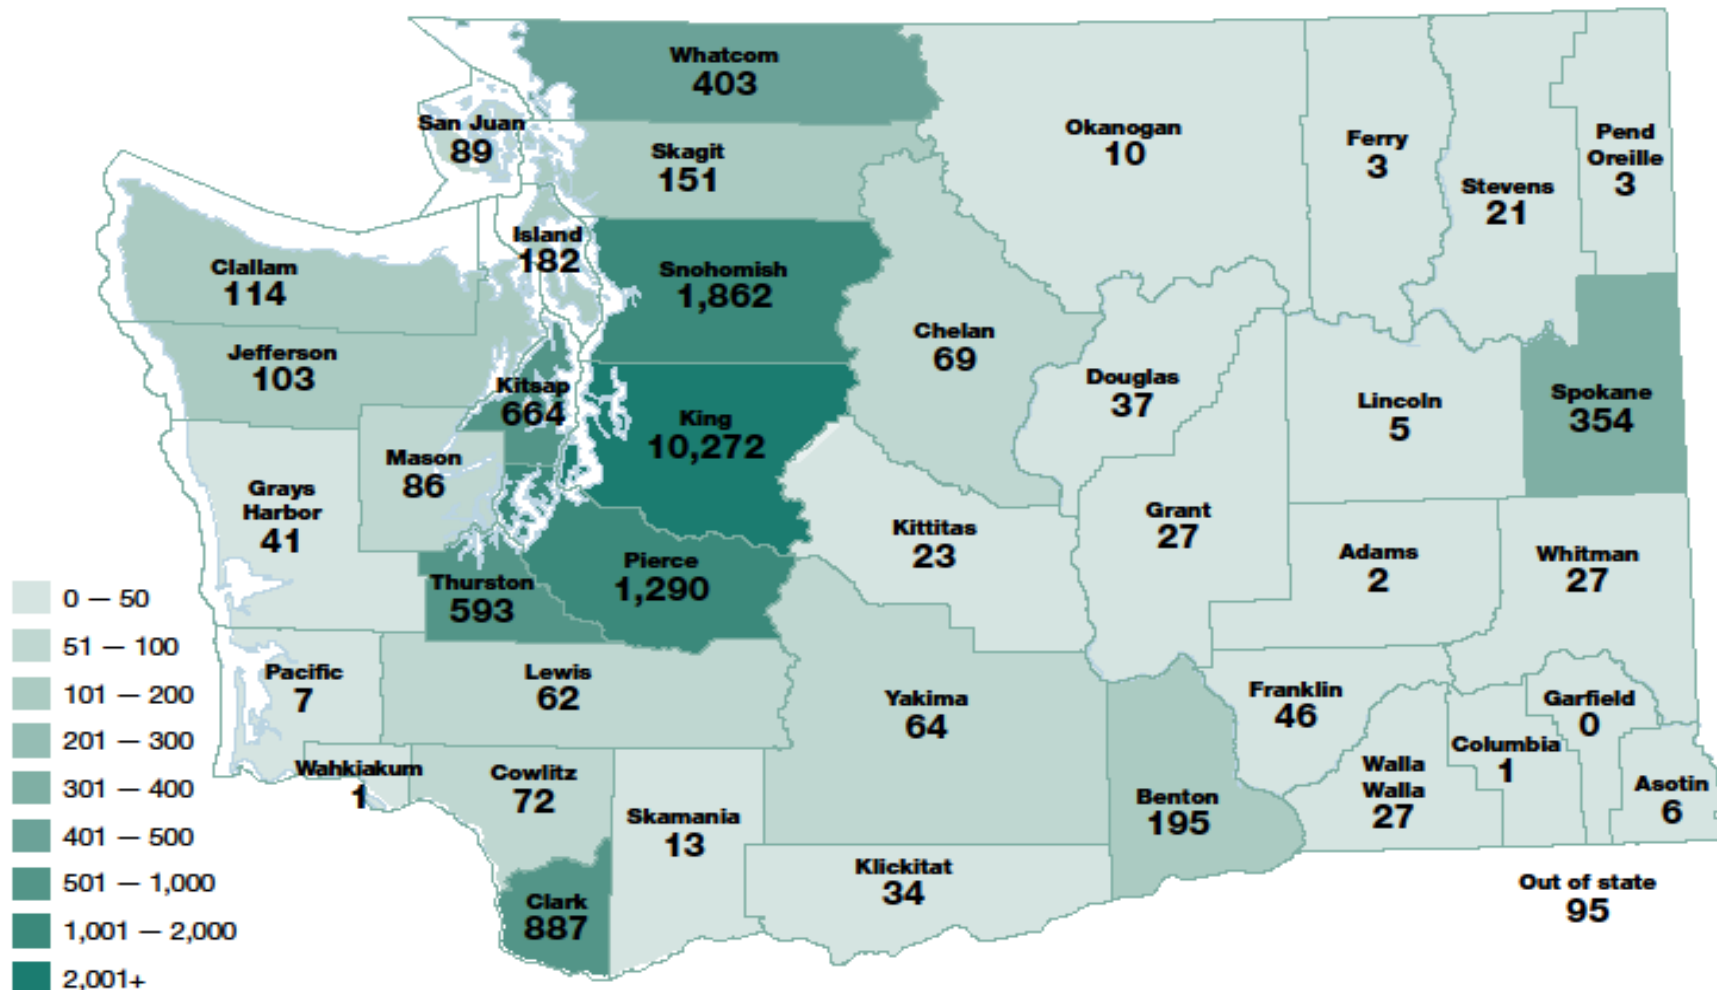 Whatcom
403
San Juan
89
Skagit
151
Okanogan
10
Ferry
3
Pend
Oreille
3
Stevens
21
Island
182
Clallam
114
Snohomish
1,862
Chelan
69
Jefferson
103
Kitsap
664
King
10,272
Douglas
37
Lincoln
5
Spokane
354
Mason
86
Grays
Harbor
41
Kittitas
23
Grant
27
Adams
2
Whitman
27
Thurston
593
Pierce
1,290
Pacific
7
Lewis
62
Yakima
64
Franklin
46
Garfield
0
Wahkiakum
1
Cowlitz
72
Skamania
13
Benton
195
Walla
Walla
27
Columbia
1
Asotin
6
Clark
887
Klickitat
34
Out of state
95
0 — 50
51 — 100
101 — 200
201 — 300
301 — 400
401 — 500
501 — 1,000
1,001 — 2,000
2,001+